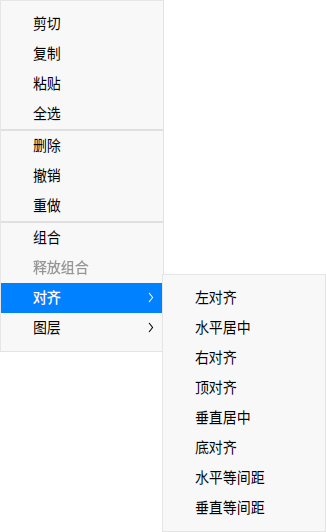 剪切
复制
粘贴
全选
删除
撤销
重做
组合
释放组合
对齐
图层
左对齐
水平居中
右对齐
顶对齐
垂直居中
底对齐
水平等间距
垂直等间距